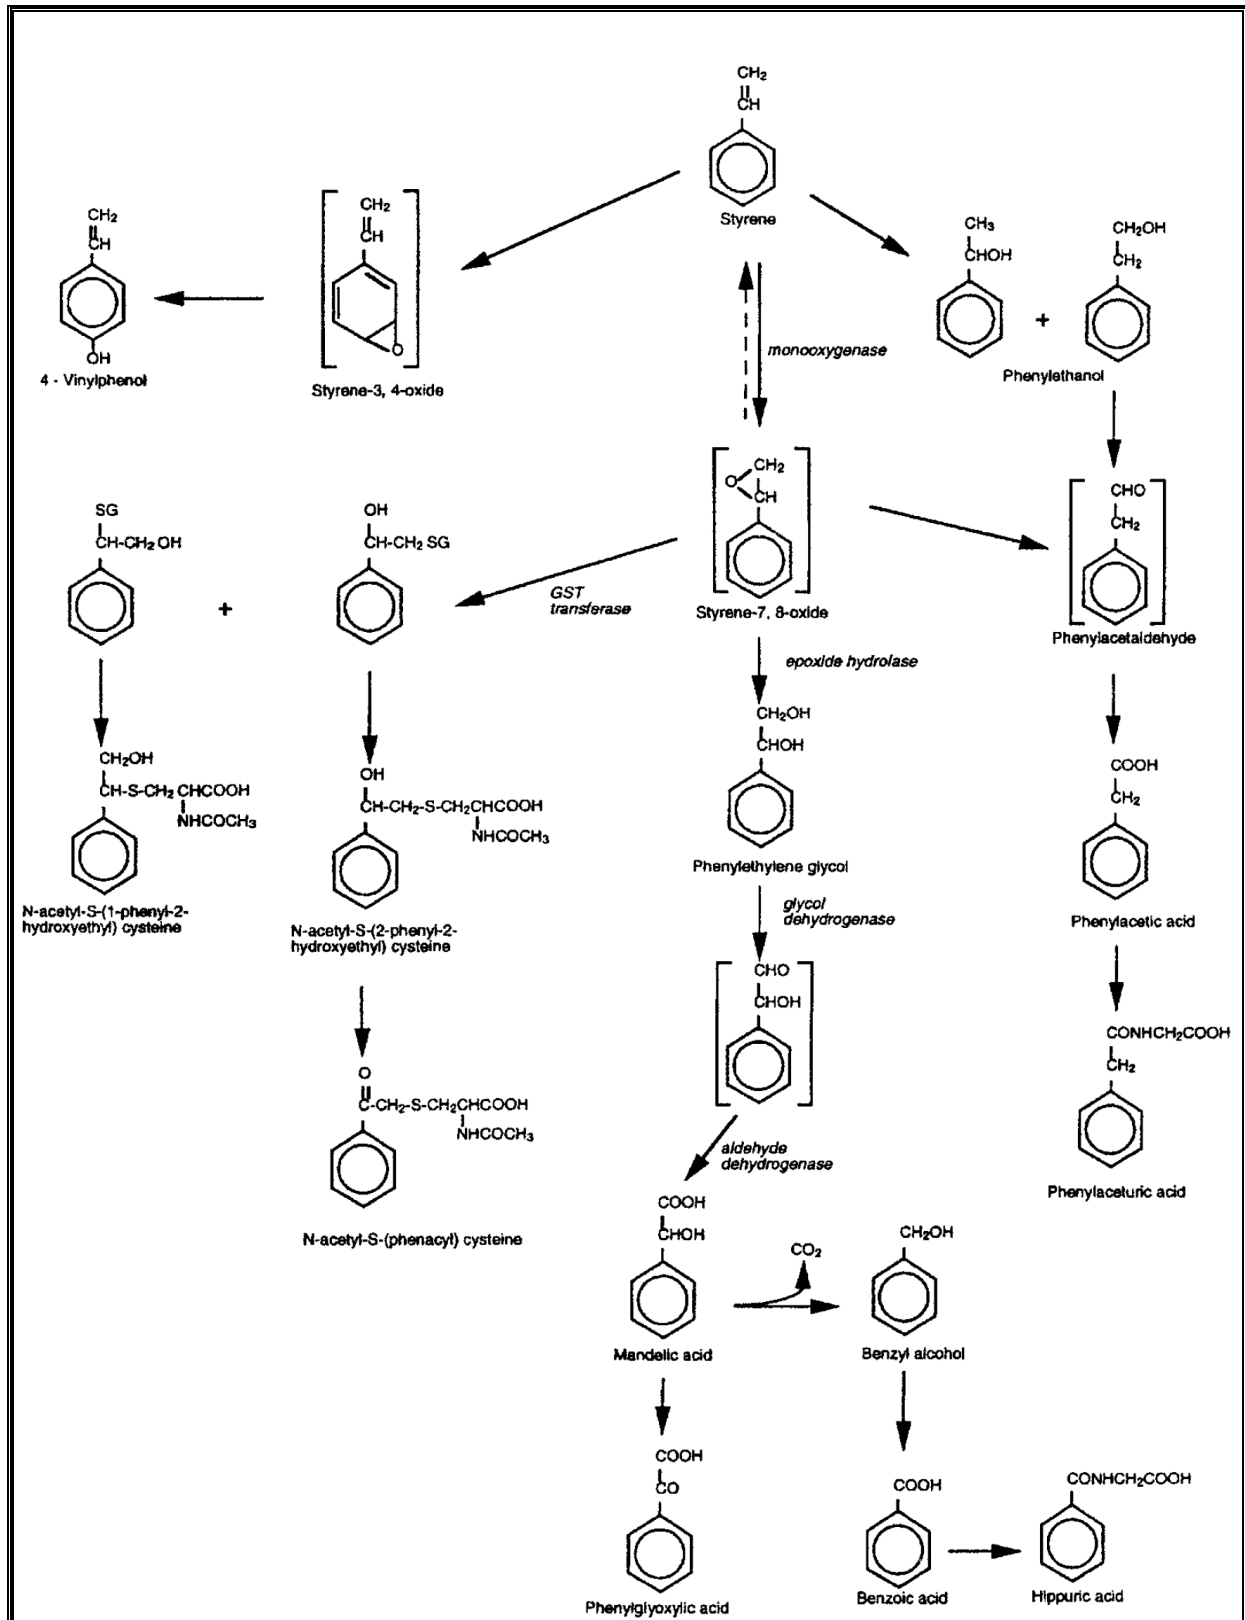 CH2
CH
Styrene
CH2
CH
OH
4 - Vinylphenol
CH2
CH
O
Styrene-3, 4-oxide
monooxygenase
CH3
CHOH
+
CH2OH
CH2
Phenylethanol
SG
CH-CH2OH
+
OH
CH-CH2SG
GST
transferase
O
CH2
CH
Styrene-7, 8-oxide
CHO
CH2
Phenylacetaldehyde
epoxide hydrolase
CH2OH
CH-S-CH2CHCOOH
NHCOCH3
N-acetyl-S-(1-phenyl-2-
hydroxyethyl) cysteine
OH
CH-CH2-S-CH2CHCOOH
NHCOCH3
N-acetyl-S-(2-phenyl-2-
hydroxyethyl) cysteine
CH2OH
CHOH
Phenylethylene glycol
COOH
CH2
Phenylacetic acid
glycol
dehydrogenase
O
C-CH2-S-CH2CHCOOH
NHCOCH3
N-acetyl-S-(phenacyl) cysteine
CHO
CHOH
CONHCH2COOH
CH2
Phenylaceturic acid
aldehyde
dehydrogenase
COOH
CHOH
Mandelic acid
CO2
CH2OH
Benzyl alcohol
COOH
CO
Phenylglyoxylic acid
COOH
Benzoic acid
CONHCH2COOH
Hippuric acid